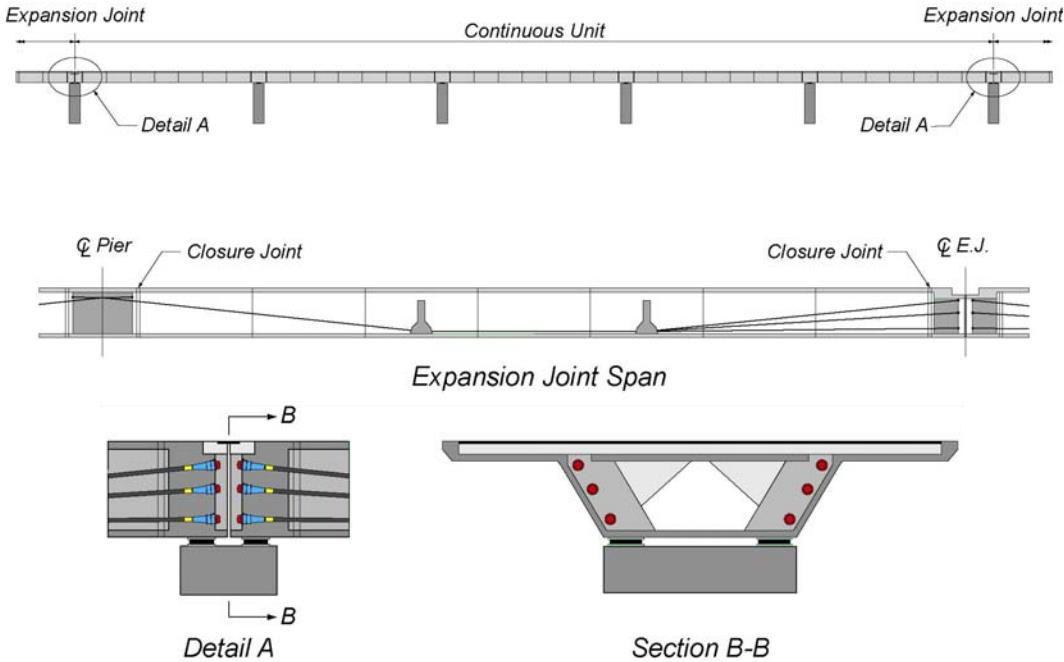 Expansion Joint
Continuous Unit
Expansion Joint
Detail A
Detail A
℄ Pier
Closure Joint
Closure Joint
℄ E.J.
Expansion Joint Span
B
B
Detail A
Section B-B